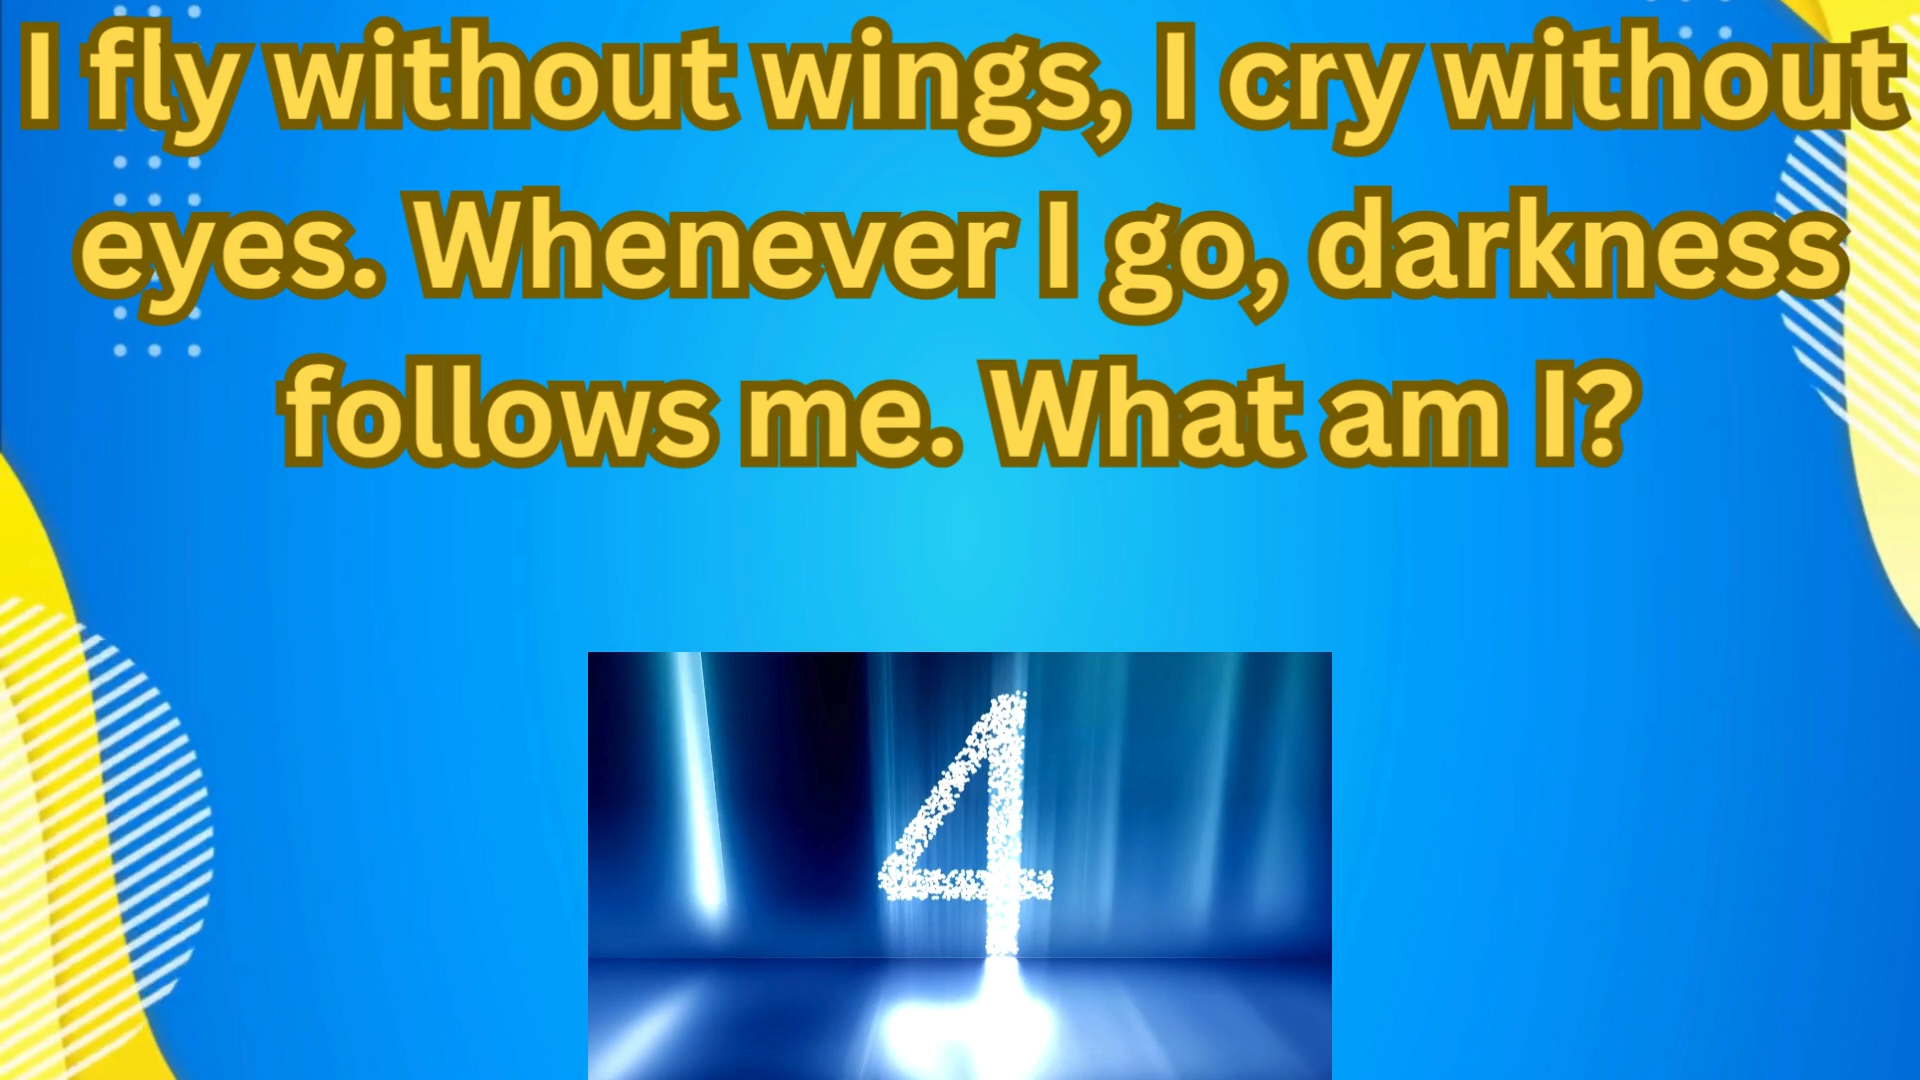 I fly without wings, I cry without
eyes. Whenever I go, darkness
follows me. What am I?
4